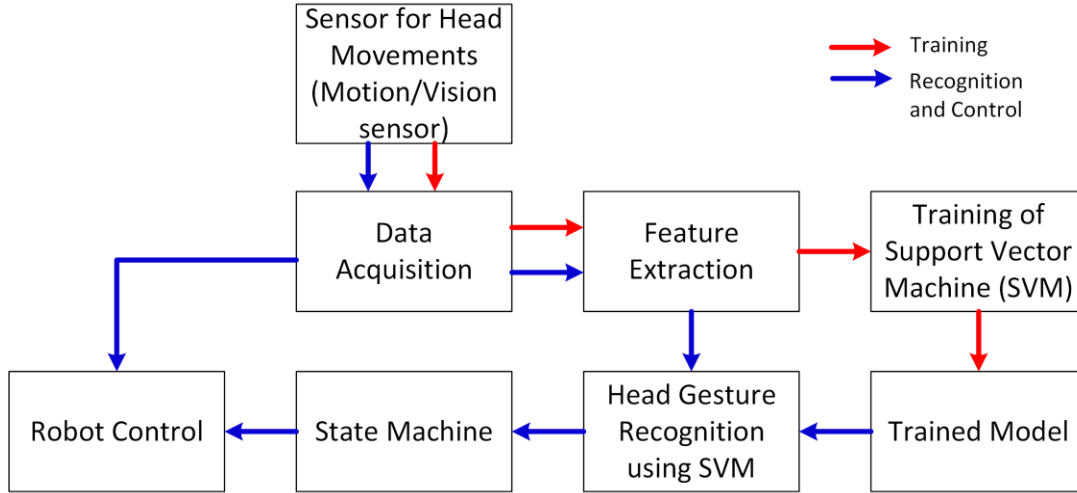 Sensor for Head
Movements
(Motion/Vision
sensor)
Training
Recognition
and Control
Data
Acquisition
Feature
Extraction
Training of
Support Vector
Machine (SVM)
Robot Control
State Machine
Head Gesture
Recognition
using SVM
Trained Model